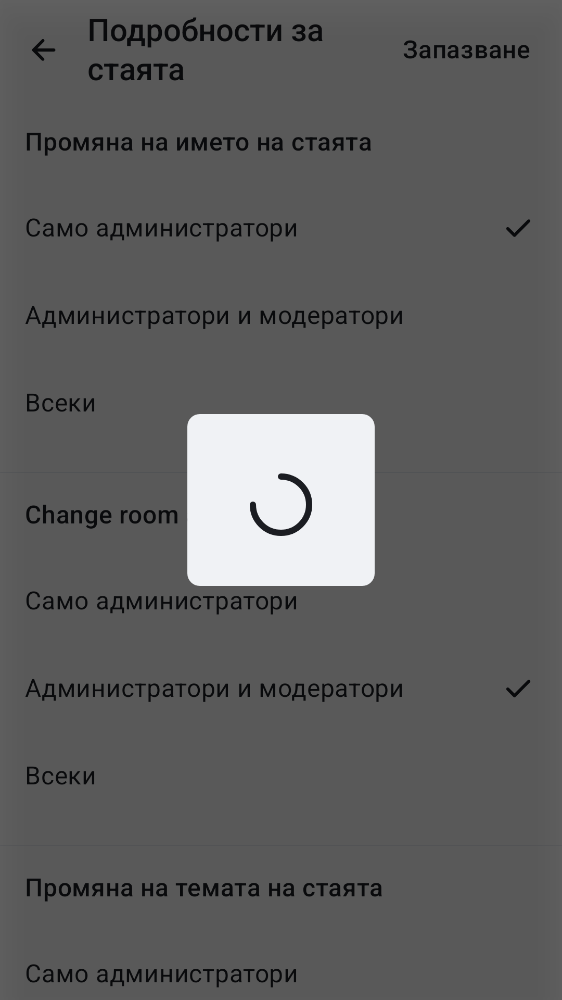 Подробности за
стаята
Запазване
Промяна на името на стаята
Само администратори
Администратори и модератори
Всеки
Change room
Само администратори
Администратори и модератори
Всеки
Промяна на темата на стаята
Само администратори